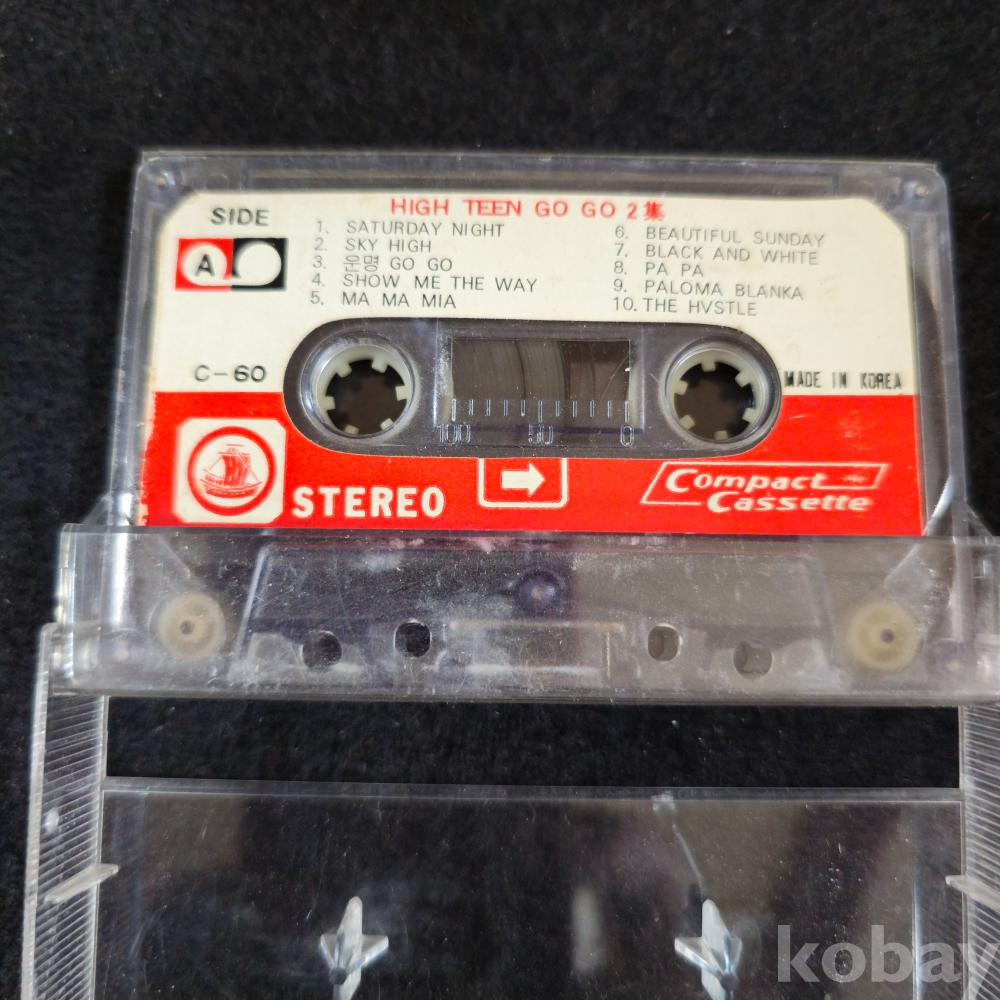 HIGH TEEN GO GO 2集
SIDE
A
1. SATURDAY NIGHT
2. SKY HIGH
3. 운명 GO GO
4. SHOW ME THE WAY
5. MA MA MIA
6. BEAUTIFUL SUNDAY
7. BLACK AND WHITE
8. PA PA
9. PALOMA BLANKA
10. THE HVSTLE
C-60
MADE IN KOREA
100 50 0
STEREO
Compact
Cassette
kobay